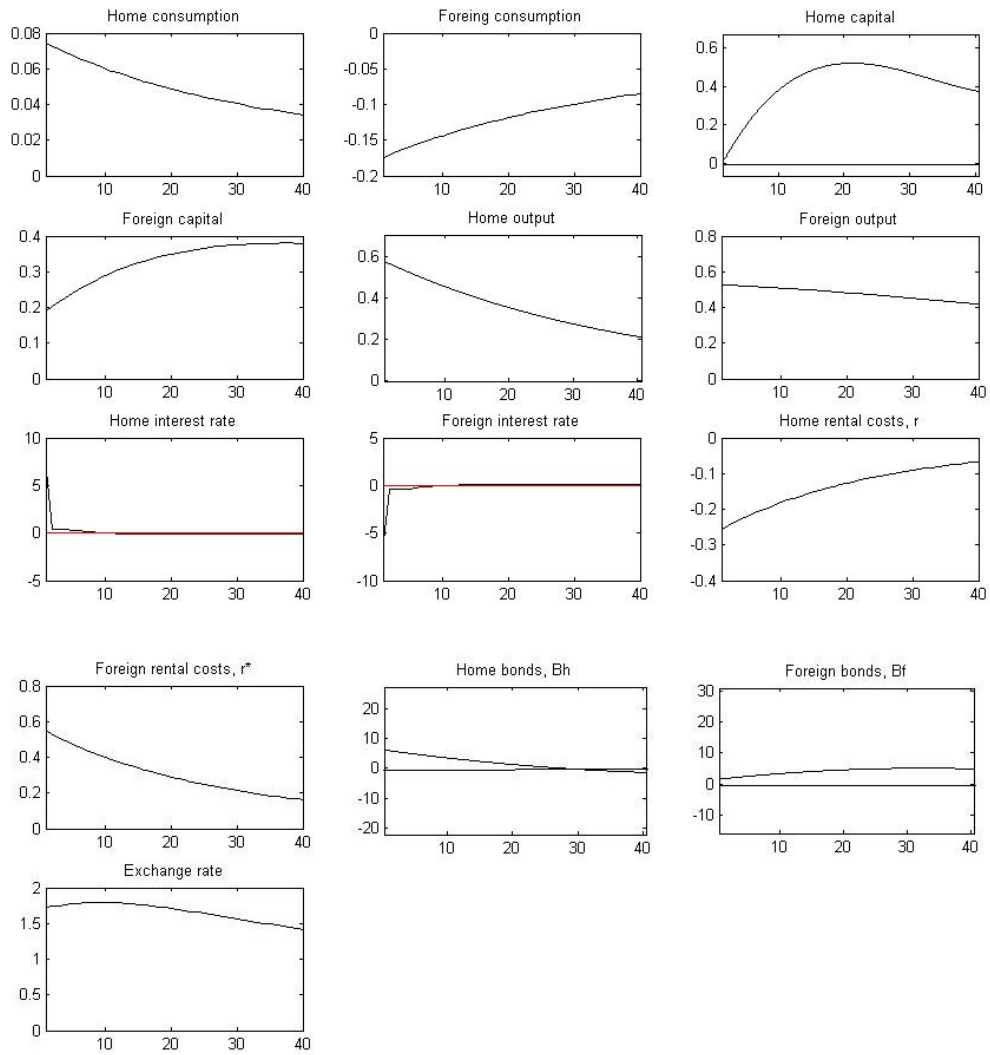 Home consumption
0.08
0.06
0.04
0.02
0
10 20 30 40
Foreing consumption
0
-0.05
-0.1
-0.15
-0.2
10 20 30 40
Home capital
0.6
0.4
0.2
0
10 20 30 40
Foreign capital
0.4
0.3
0.2
0.1
0
10 20 30 40
Home output
0.6
0.4
0.2
0
10 20 30 40
Foreign output
0.8
0.6
0.4
0.2
0
10 20 30 40
Home interest rate
10
5
0
-5
10 20 30 40
Foreign interest rate
5
0
-5
-10
10 20 30 40
Home rental costs, r
0
-0.1
-0.2
-0.3
-0.4
10 20 30 40
Foreign rental costs, r*
0.8
0.6
0.4
0.2
0
10 20 30 40
Home bonds, Bh
20
10
0
-10
-20
10 20 30 40
Foreign bonds, Bf
30
20
10
0
-10
10 20 30 40
Exchange rate
2
1.5
1
0.5
0
10 20 30 40